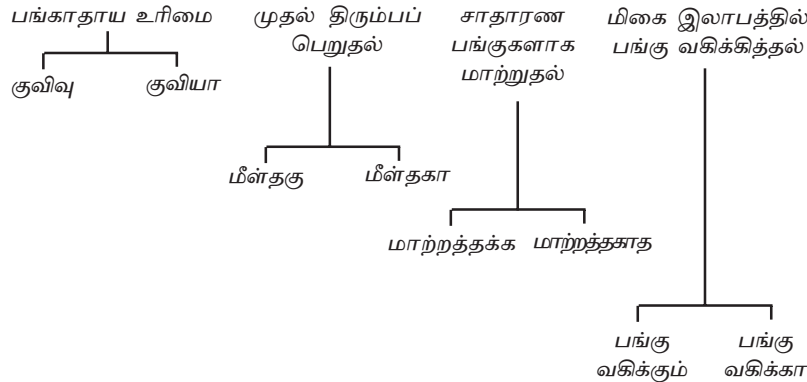 பங்காதாய உரிமை
குவிவு
குவியா
முதல் திரும்பப்
பெறுதல்
மீள்தகு
மீள்தகா
சாதாரண
பங்குகளாக
மாற்றுதல்
மாற்றத்தக்க
மாற்றத்தகாத
மிகை இலாபத்தில்
பங்கு வகிக்கித்தல்
பங்கு
வகிக்கும்
பங்கு
வகிக்கா